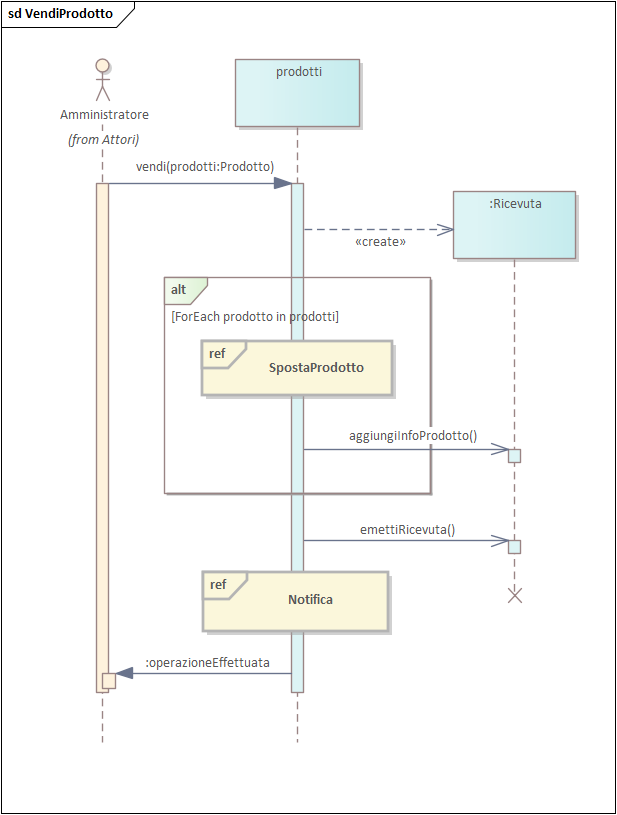 sd VendiProdotto
prodotti
Amministratore
(from Attori)
vendi(prodotti:Prodotto)
:Ricevuta
«create»
alt
[ForEach prodotto in prodotti]
ref
SpostaProdotto
aggiungiInfoProdotto()
emettiRicevuta()
ref
Notifica
:operazioneEffettuata